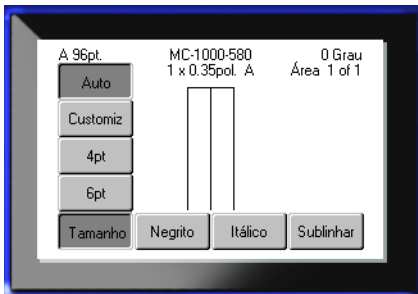 A 96pt. MC-1000-580 0 Grau
1 x 0.35pol. A Área 1 of 1
Auto
Customiz
4pt
6pt
Tamanho Negrito Itálico Sublinhar